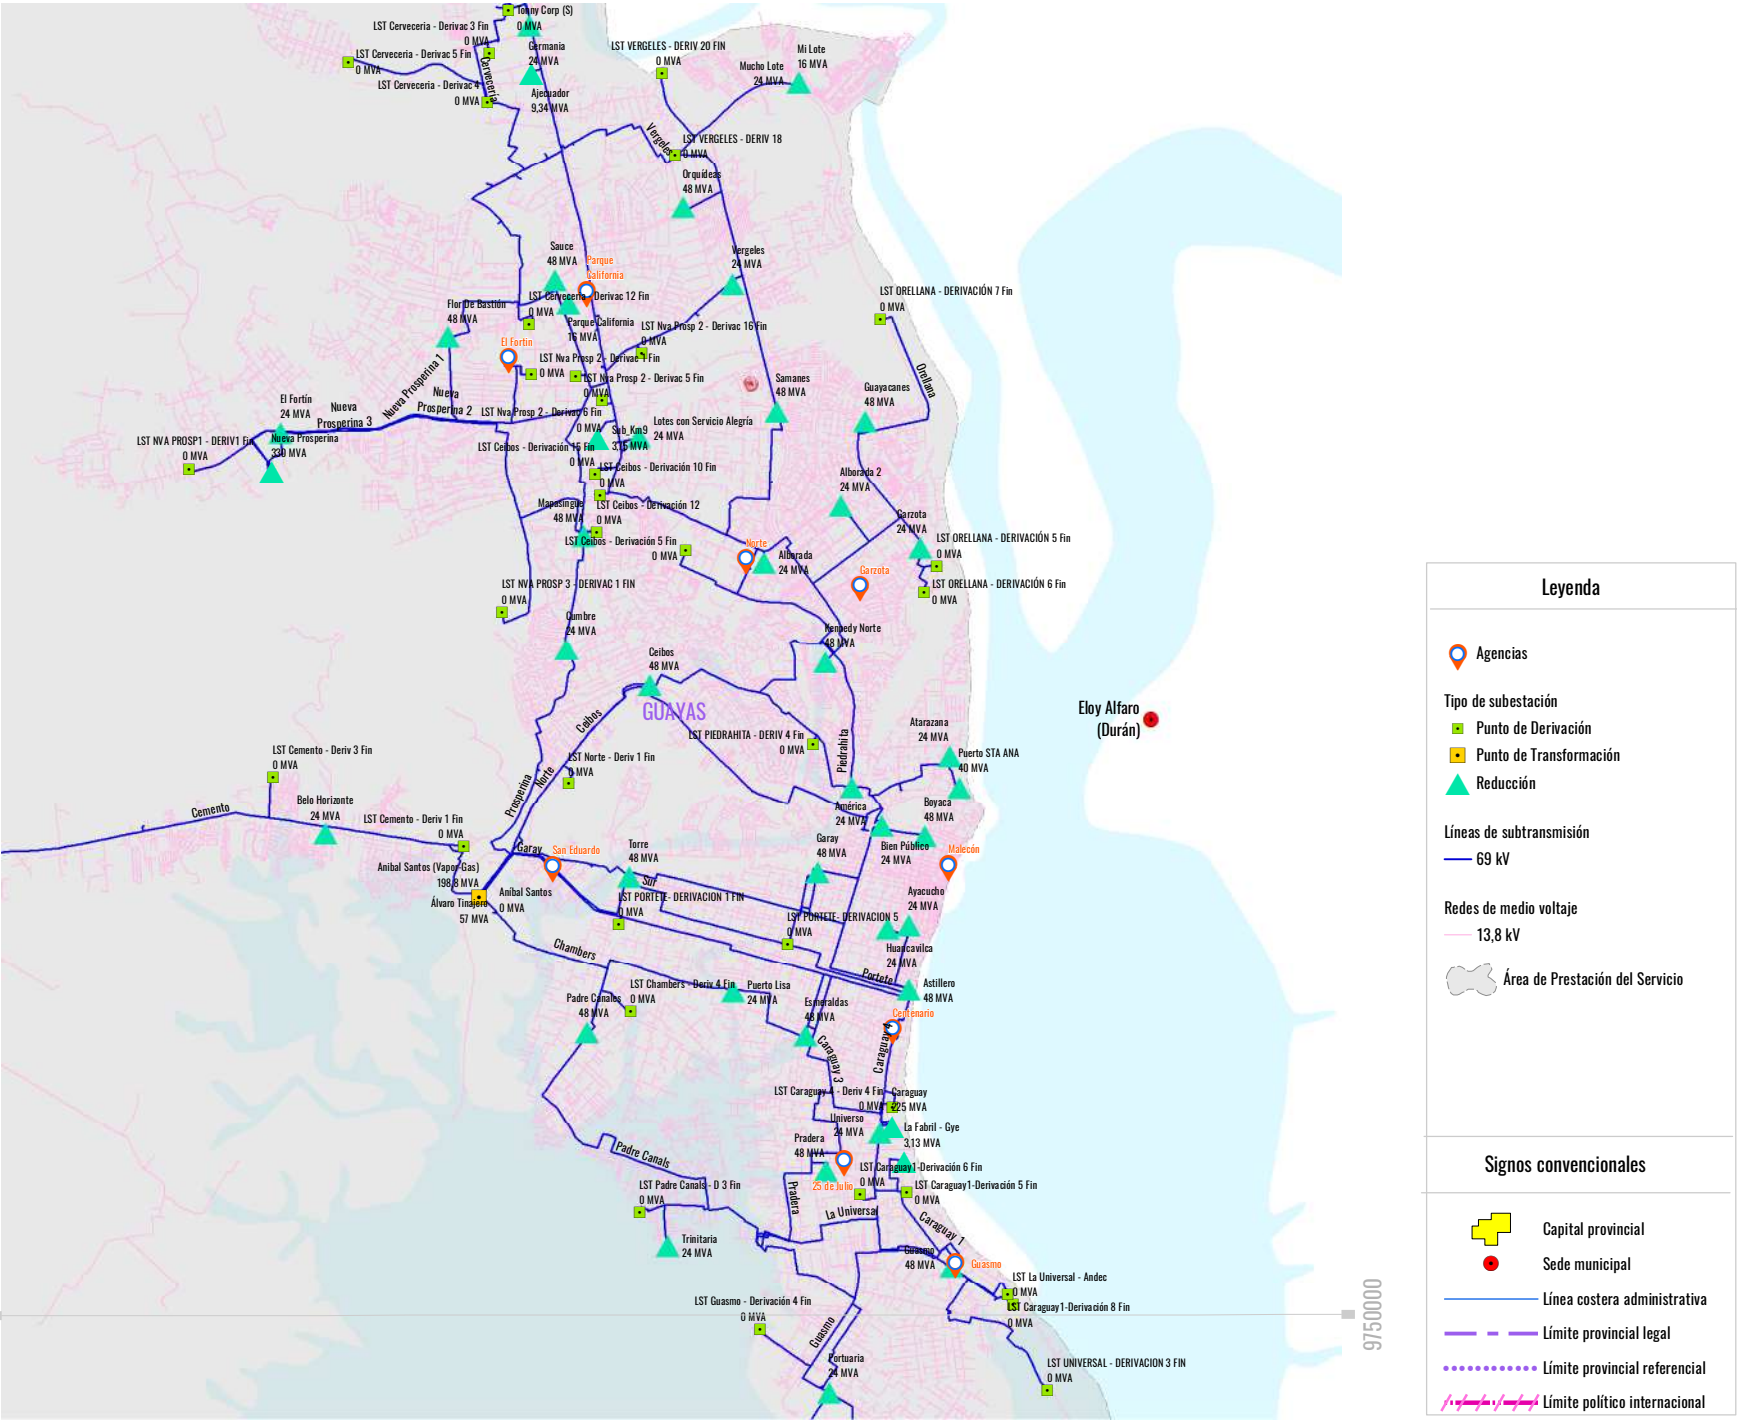 Tonny Corp (S)
0 MVA
LST Cerveceria - Derivac 3 Fin
0 MVA
LST Cerveceria - Derivac 5 Fin
0 MVA
LST Cerveceria - Derivac 4
0 MVA
Cervecería
Germania
24 MVA
Ajecuador
9,34 MVA
LST VERGELES - DERIV 20 FIN
0 MVA
Mi Lote
16 MVA
Mucho Lote
24 MVA
Vergeles
LST VERGELES - DERIV 18
0 MVA
Orquídeas
48 MVA
Vergeles
24 MVA
Sauce
48 MVA
Parque
California
LST Cerveceria - Derivac 12 Fin
0 MVA
Flor De Bastión
48 MVA
Parque California
16 MVA
LST Nva Prosp 2 - Derivac 16 Fin
0 MVA
El Fortín
LST Nva Prosp 2 - Derivac 1 Fin
0 MVA
LST Nva Prosp 2 - Derivac 5 Fin
0 MVA
LST Nva Prosp 2 - Derivac 6 Fin
0 MVA
LST ORELLANA - DERIVACIÓN 7 Fin
0 MVA
Orellana
Samanes
48 MVA
Guayacanes
48 MVA
Nueva Prosperina 1
Nueva
Prosperina 2
Nueva
Prosperina 3
El Fortín
24 MVA
Nueva Prosperina
330 MVA
LST NVA PROSP1 - DERIV1 Fin
0 MVA
Sub_Km9
3,75 MVA
Lotes con Servicio Alegría
24 MVA
LST Ceibos - Derivación 15 Fin
0 MVA
LST Ceibos - Derivación 10 Fin
0 MVA
LST Ceibos - Derivación 12
0 MVA
Mapasingue
48 MVA
LST Ceibos - Derivación 5 Fin
0 MVA
Alborada 2
24 MVA
Garzota
24 MVA
LST ORELLANA - DERIVACIÓN 5 Fin
0 MVA
LST ORELLANA - DERIVACIÓN 6 Fin
0 MVA
Norte
Alborada
24 MVA
Garzota
LST NVA PROSP 3 - DERIVAC 1 FIN
0 MVA
Cumbre
24 MVA
Kennedy Norte
48 MVA
Ceibos
48 MVA
GUAYAS
Ceibos
LST PIEDRAHITA - DERIV 4 Fin
0 MVA
Piedrahita
Atarazana
24 MVA
Puerto STA ANA
40 MVA
Eloy Alfaro
(Durán)
LST Norte - Deriv 1 Fin
0 MVA
Norte
Prosperina
LST Cemento - Deriv 3 Fin
0 MVA
Cemento
Belo Horizonte
24 MVA
LST Cemento - Deriv 1 Fin
0 MVA
América
24 MVA
Boyaca
48 MVA
Bien Público
24 MVA
Malecón
Garay
48 MVA
Garay
San Eduardo
Torre
48 MVA
Sur
Anibal Santos (Vapor-Gas)
198,8 MVA
Álvaro Tinajero
57 MVA
Aníbal Santos
0 MVA
LST PORTETE- DERIVACION 1 FIN
0 MVA
LST PORTETE- DERIVACION 5
0 MVA
Ayacucho
24 MVA
Huancavilca
24 MVA
Chambers
Portete
Astillero
48 MVA
LST Chambers - Deriv 4 Fin
0 MVA
Puerto Lisa
24 MVA
Padre Canales
48 MVA
Esmeraldas
48 MVA
Centenario
Caraguay 4
Caraguay 3
LST Caraguay 4 - Deriv 4 Fin
0 MVA
Caraguay
225 MVA
Universo
24 MVA
La Fabril - Gye
3,13 MVA
Pradera
48 MVA
25 de Julio
LST Caraguay1-Derivación 6 Fin
0 MVA
LST Caraguay1-Derivación 5 Fin
0 MVA
Padre Canals
LST Padre Canals - D 3 Fin
0 MVA
Trinitaria
24 MVA
Pradera
La Universal
Caraguay 1
Guasmo
48 MVA
Guasmo
LST La Universal - Andec
0 MVA
LST Caraguay1-Derivación 8 Fin
0 MVA
LST Guasmo - Derivación 4 Fin
0 MVA
Guasmo
Portuaria
24 MVA
LST UNIVERSAL - DERIVACION 3 FIN
0 MVA
9750000
Leyenda
Agencias
Tipo de subestación
Punto de Derivación
Punto de Transformación
Reducción
Líneas de subtransmisión
69 kV
Redes de medio voltaje
13,8 kV
Área de Prestación del Servicio
Signos convencionales
Capital provincial
Sede municipal
Línea costera administrativa
Límite provincial legal
Límite provincial referencial
Límite político internacional